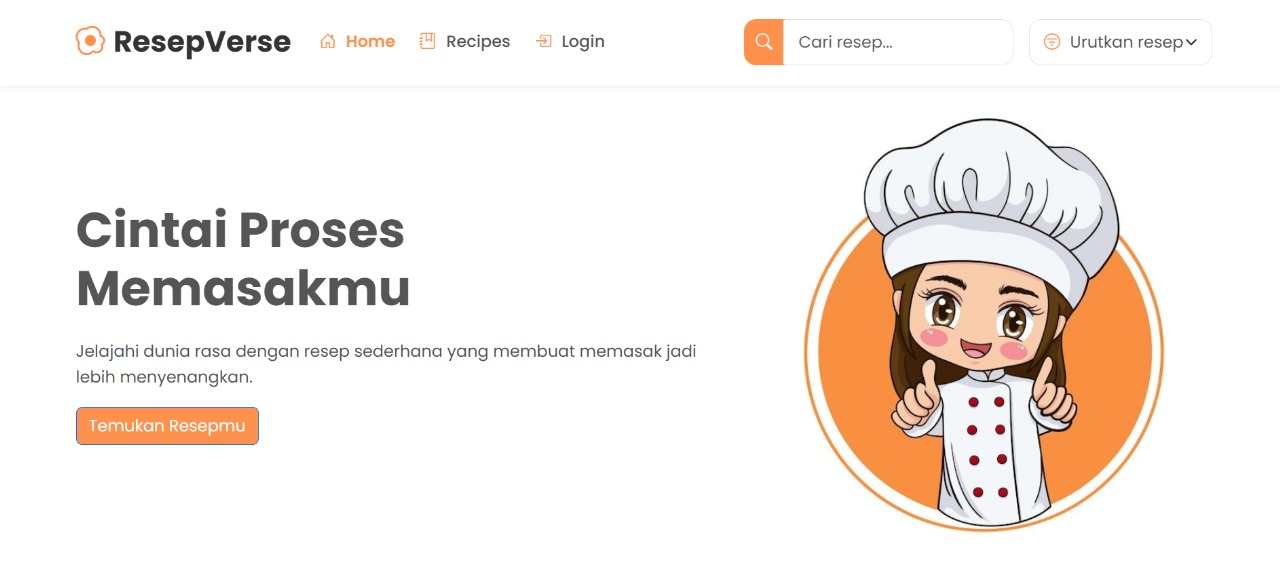 ResepVerse
Home
Recipes
Login
Cari resep...
Urutkan resep
Cintai Proses
Memasakmu
Jelajahi dunia rasa dengan resep sederhana yang membuat memasak jadi
lebih menyenangkan.
Temukan Resepmu